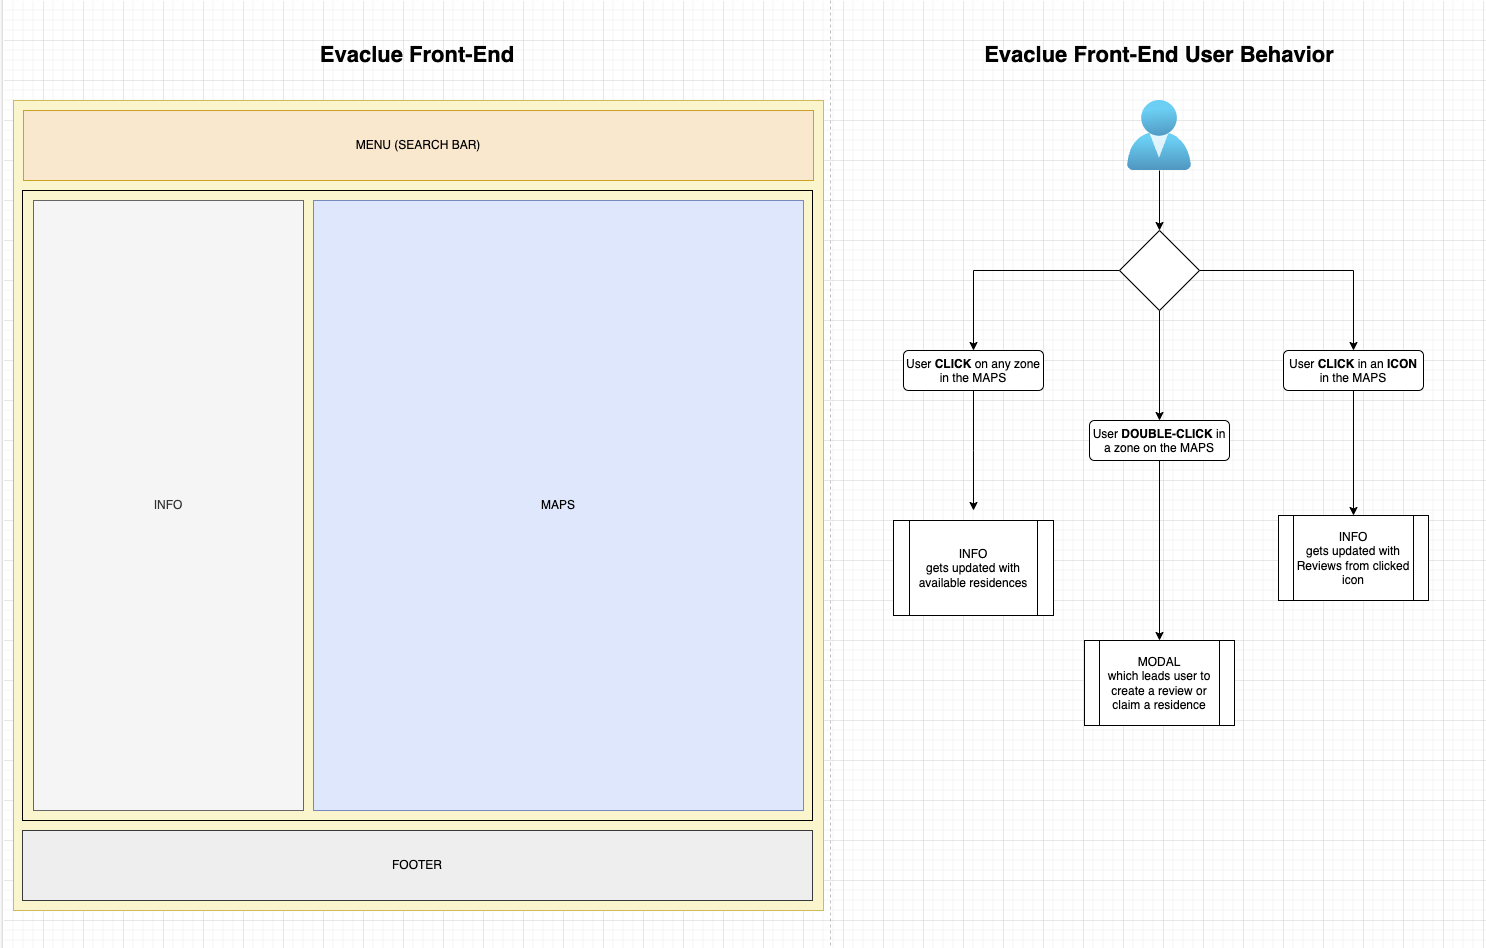 Evaclue Front-End
MENU (SEARCH BAR)
INFO
MAPS
FOOTER
Evaclue Front-End User Behavior
User CLICK on any zone
in the MAPS
User DOUBLE-CLICK in
a zone on the MAPS
User CLICK in an ICON
in the MAPS
INFO
gets updated with
available residences
MODAL
which leads user to
create a review or
claim a residence
INFO
gets updated with
Reviews from clicked
icon